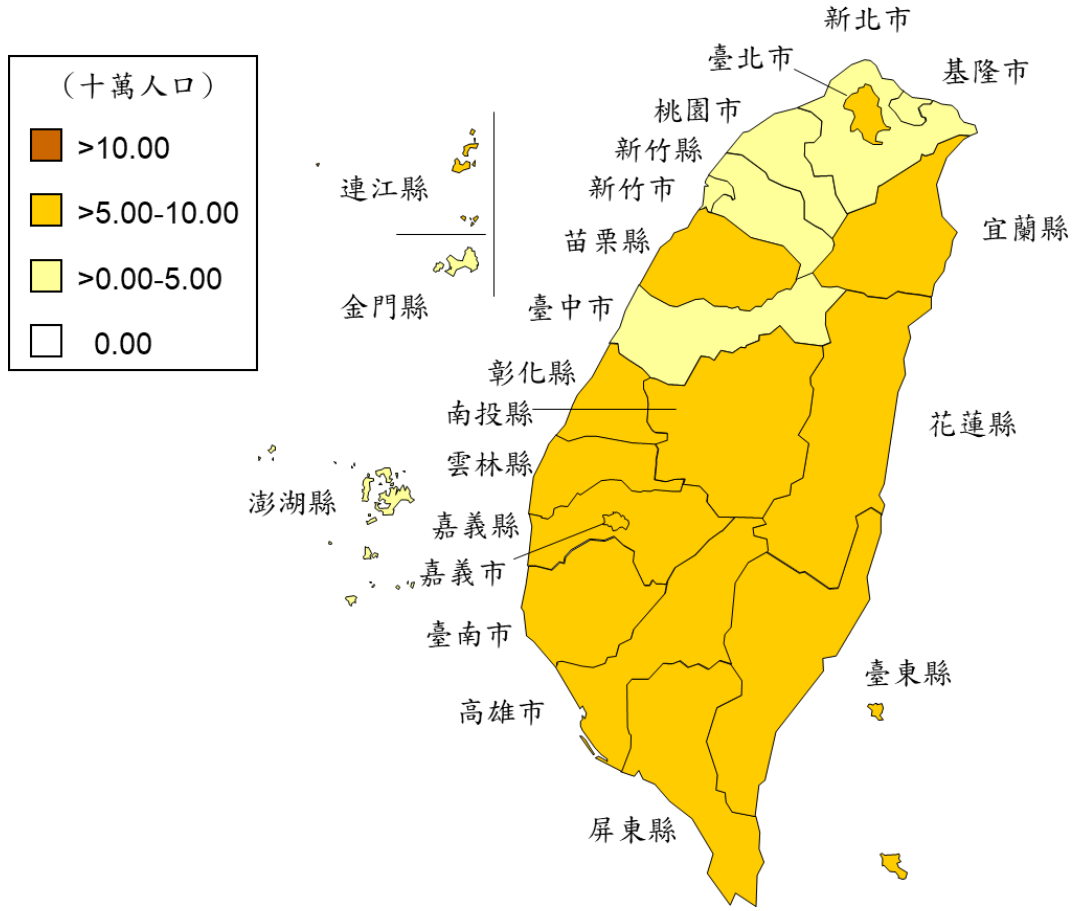 （十萬人口）
>10.00
>5.00-10.00
>0.00-5.00
0.00
新北市
臺北市
基隆市
桃園市
新竹縣
新竹市
連江縣
苗栗縣
宜蘭縣
金門縣
臺中市
彰化縣
南投縣
花蓮縣
雲林縣
澎湖縣
嘉義縣
嘉義市
臺南市
臺東縣
高雄市
屏東縣